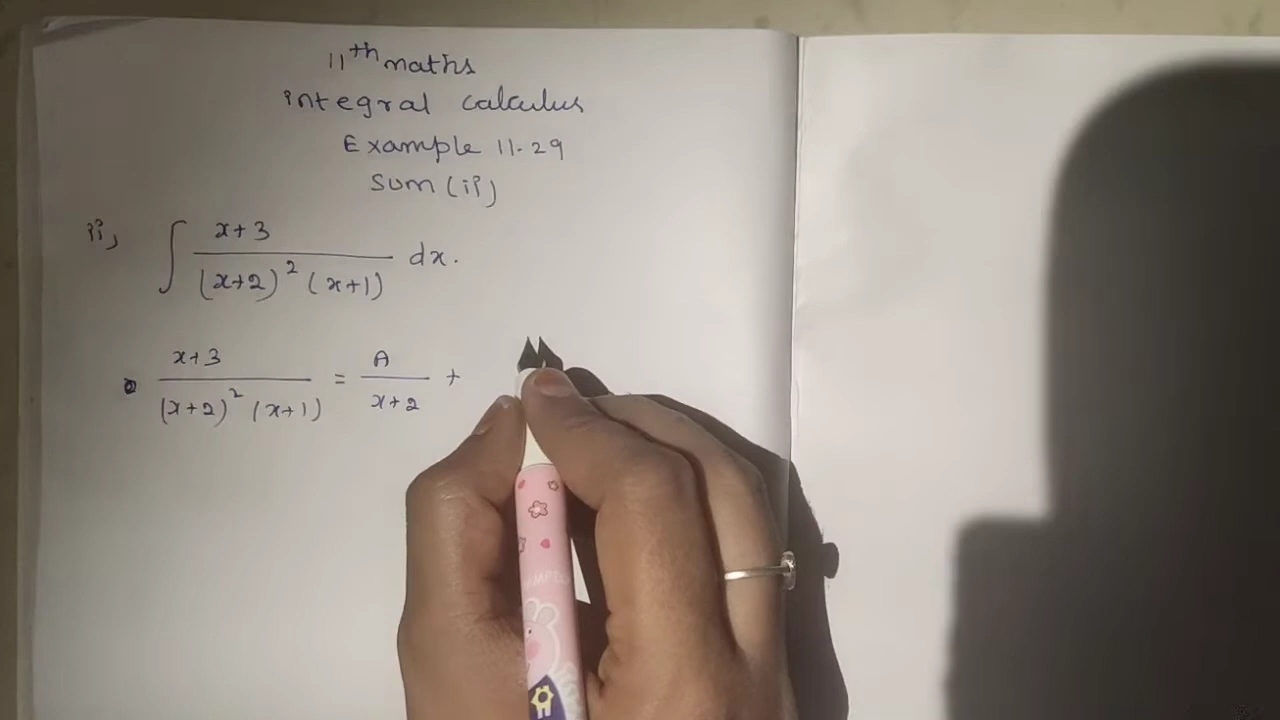 11th maths
integral calculus
Example 11.29
Sum (ii)
ii, ∫ x+3 / (x+2)² (x+1) dx.
x+3 / (x+2)² (x+1) = A / x+2 +